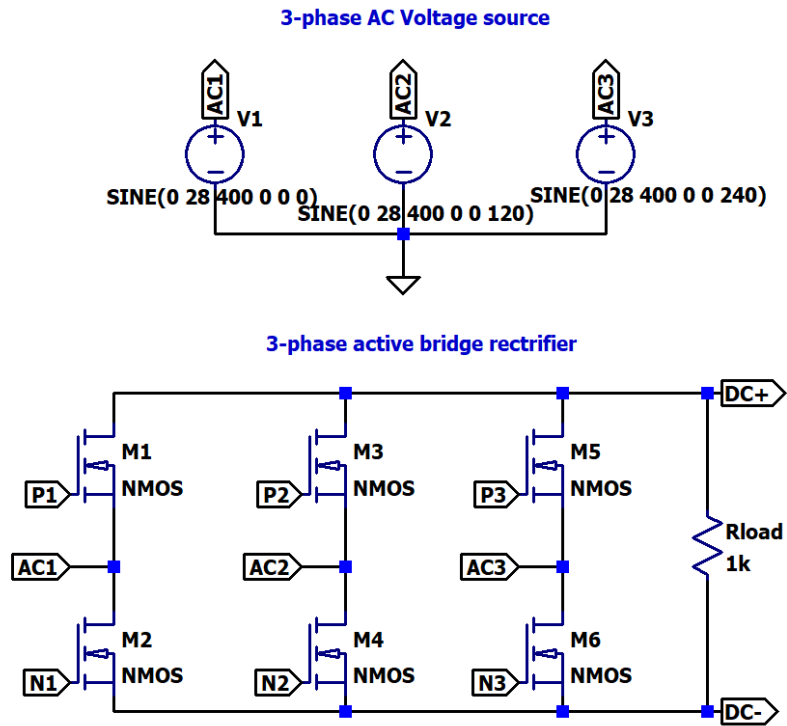 3-phase AC Voltage source
AC1
AC2
AC3
V1
V2
V3
SINE(0 28 400 0 0 0)
SINE(0 28 400 0 0 120)
SINE(0 28 400 0 0 240)
3-phase active bridge rectifier
DC+
M1
M3
M5
P1
NMOS
P2
NMOS
P3
NMOS
Rload
1k
AC1
AC2
AC3
M2
M4
M6
N1
NMOS
N2
NMOS
N3
NMOS
DC-